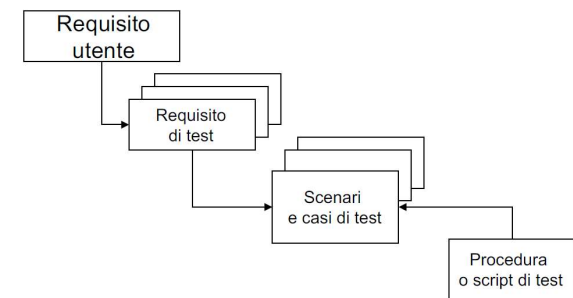 Requisito
utente
Requisito
di test
Scenari
e casi di test
Procedura
o script di test